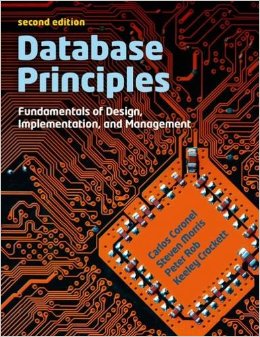 second edition
Database
Principles
Fundamentals of Design,
Implementation, and Management
Carlos Coronel
Steven Morris
Peter Rob
Keeley Crockett